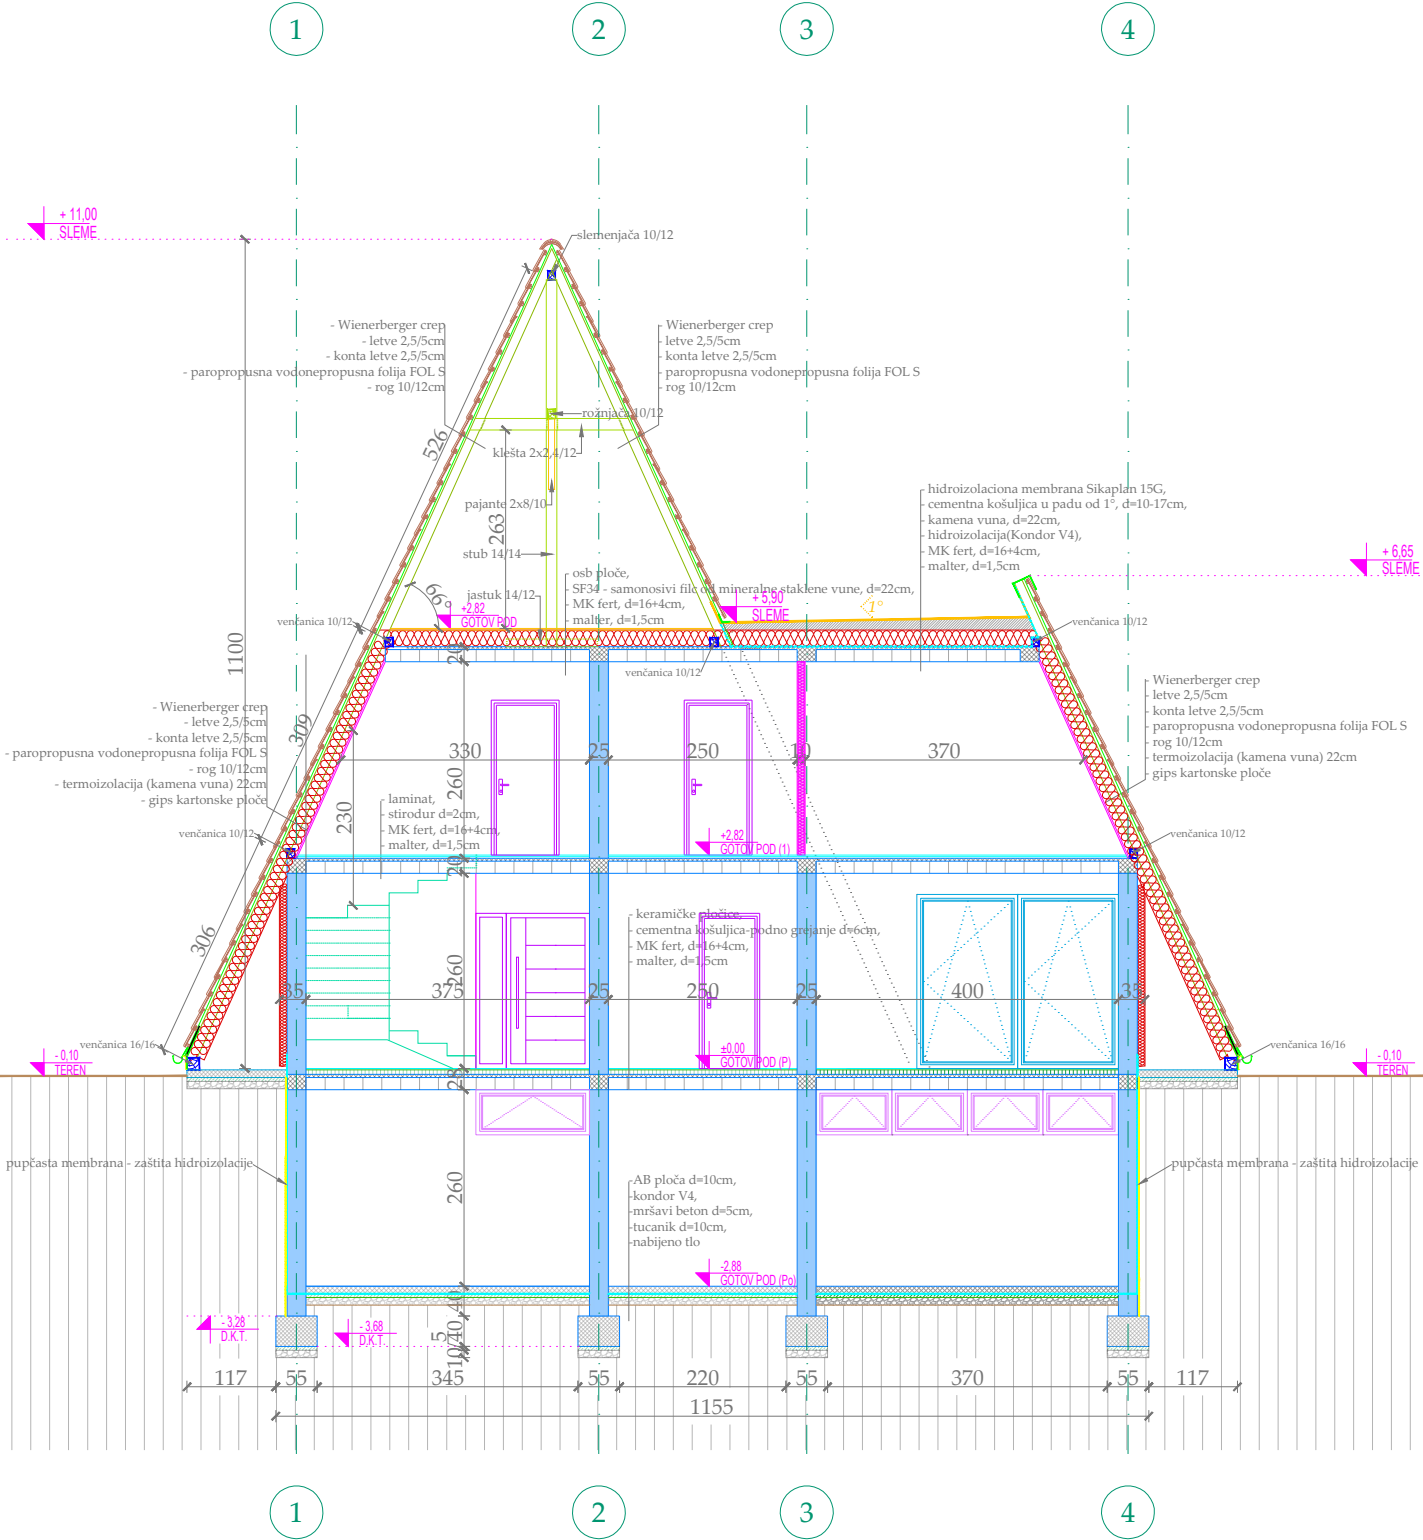 1
2
3
4
+ 11,00
SLEME
slemenjača 10/12
- Wienerberger crep
- letve 2,5/5cm
- konta letve 2,5/5cm
- paropropusna vodonepropusna folija FOL S
- rog 10/12cm
- Wienerberger crep
- letve 2,5/5cm
- konta letve 2,5/5cm
- paropropusna vodonepropusna folija FOL S
- rog 10/12cm
rožnjača 10/12
526
klešta 2x2,4/12
pajante 2x8/10
263
stub 14/14
- hidroizolaciona membrana Sikaplan 15G,
- cementna košuljica u padu od 1°, d=10-17cm,
- kamena vuna, d=22cm,
- hidroizolacija(Kondor V4),
- MK fert, d=16+4cm,
- malter, d=1,5cm
+ 6,65
SLEME
- osb ploče,
- SF34 - samonosivi filc od mineralne staklene vune, d=22cm,
- MK fert, d=16+4cm,
- malter, d=1,5cm
66°
jastuk 14/12
+2,82
GOTOV POD
+ 5,90
SLEME
1°
venčanica 10/12
venčanica 10/12
venčanica 10/12
1100
20
309
- Wienerberger crep
- letve 2,5/5cm
- konta letve 2,5/5cm
- paropropusna vodonepropusna folija FOL S
- rog 10/12cm
- termoizolacija (kamena vuna) 22cm
- gips kartonske ploče
- Wienerberger crep
- letve 2,5/5cm
- konta letve 2,5/5cm
- paropropusna vodonepropusna folija FOL S
- rog 10/12cm
- termoizolacija (kamena vuna) 22cm
- gips kartonske ploče
330
25
250
10
370
260
230
- laminat,
- stirodur d=2cm,
- MK fert, d=16+4cm,
- malter, d=1,5cm
venčanica 10/12
venčanica 10/12
+2,82
GOTOV POD (1)
20
306
- keramičke pločice,
- cementna košuljica-podno grejanje d=6cm,
- MK fert, d=16+4cm,
- malter, d=1,5cm
260
35
375
25
250
25
400
35
venčanica 16/16
venčanica 16/16
- 0,10
TEREN
±0,00
GOTOV POD (P)
- 0,10
TEREN
pupčasta membrana - zaštita hidroizolacije
pupčasta membrana - zaštita hidroizolacije
260
-AB ploča d=10cm,
-kondor V4,
-mršavi beton d=5cm,
-tucanik d=10cm,
-nabijeno tlo
-2,88
GOTOV POD (Po)
40
- 3,28
D.K.T.
- 3,68
D.K.T.
5
10/40
117
55
345
55
220
55
370
55
117
1155
1
2
3
4